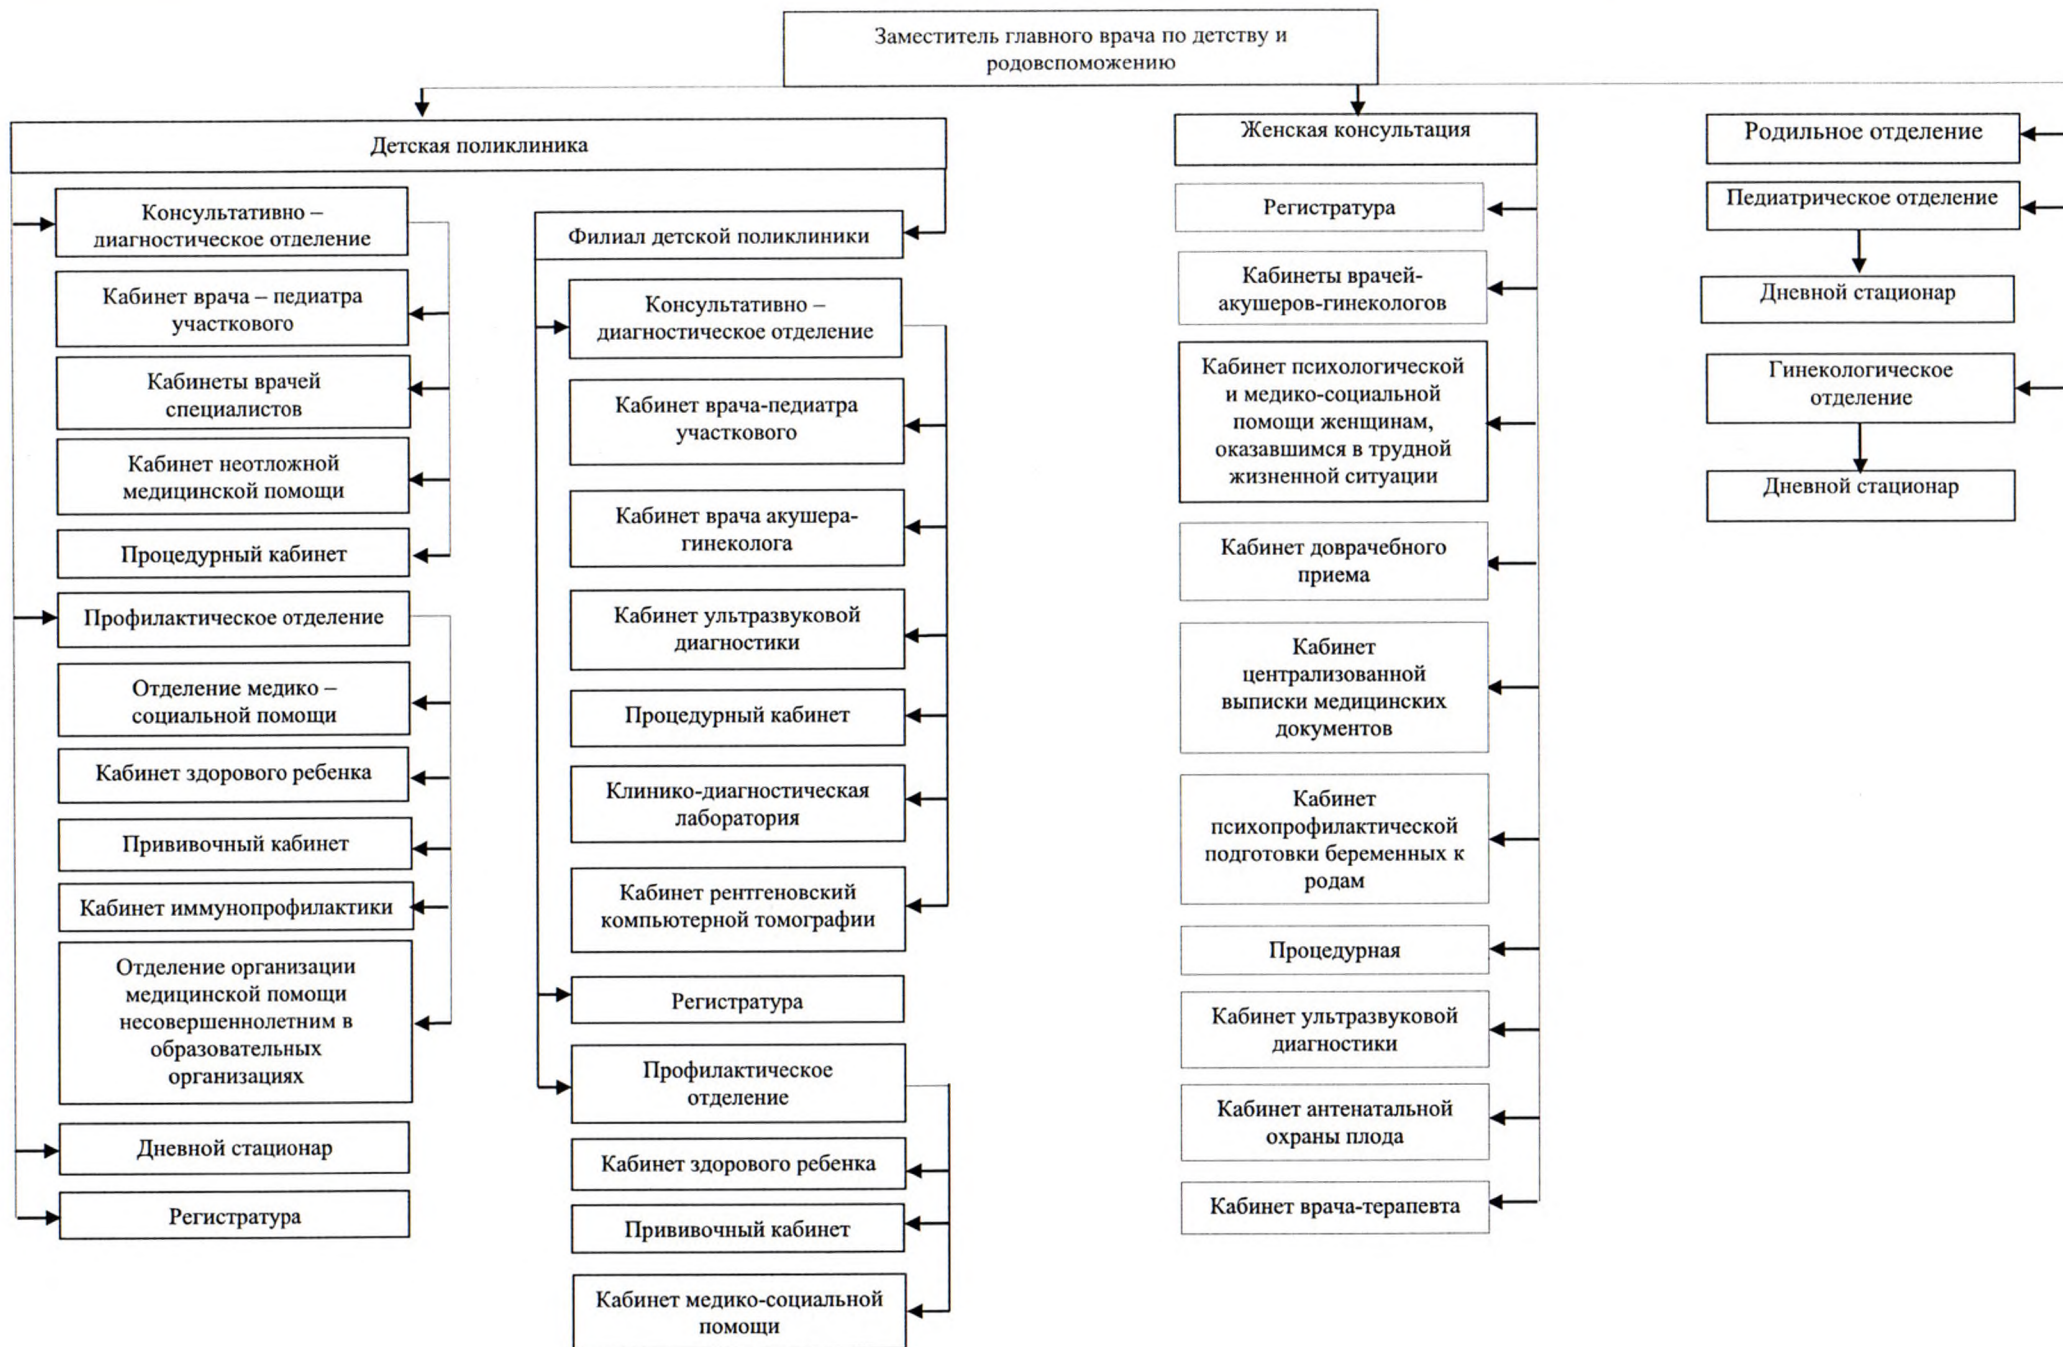 Заместитель главного врача по детству и
родовспоможению
Детская поликлиника
Консультативно –
диагностическое отделение
Кабинет врача – педиатра
участкового
Кабинеты врачей
специалистов
Кабинет неотложной
медицинской помощи
Процедурный кабинет
Профилактическое отделение
Отделение медико –
социальной помощи
Кабинет здорового ребенка
Прививочный кабинет
Кабинет иммунопрофилактики
Отделение организации
медицинской помощи
несовершеннолетним в
образовательных
организациях
Дневной стационар
Регистратура
Филиал детской поликлиники
Консультативно –
диагностическое отделение
Кабинет врача-педиатра
участкового
Кабинет врача акушера-
гинеколога
Кабинет ультразвуковой
диагностики
Процедурный кабинет
Клинико-диагностическая
лаборатория
Кабинет рентгеновский
компьютерной томографии
Регистратура
Профилактическое
отделение
Кабинет здорового ребенка
Прививочный кабинет
Кабинет медико-социальной
помощи
Женская консультация
Регистратура
Кабинеты врачей-
акушеров-гинекологов
Кабинет психологической
и медико-социальной
помощи женщинам,
оказавшимся в трудной
жизненной ситуации
Кабинет доврачебного
приема
Кабинет
централизованной
выписки медицинских
документов
Кабинет
психопрофилактической
подготовки беременных к
родам
Процедурная
Кабинет ультразвуковой
диагностики
Кабинет антенатальной
охраны плода
Кабинет врача-терапевта
Родильное отделение
Педиатрическое отделение
Дневной стационар
Гинекологическое
отделение
Дневной стационар